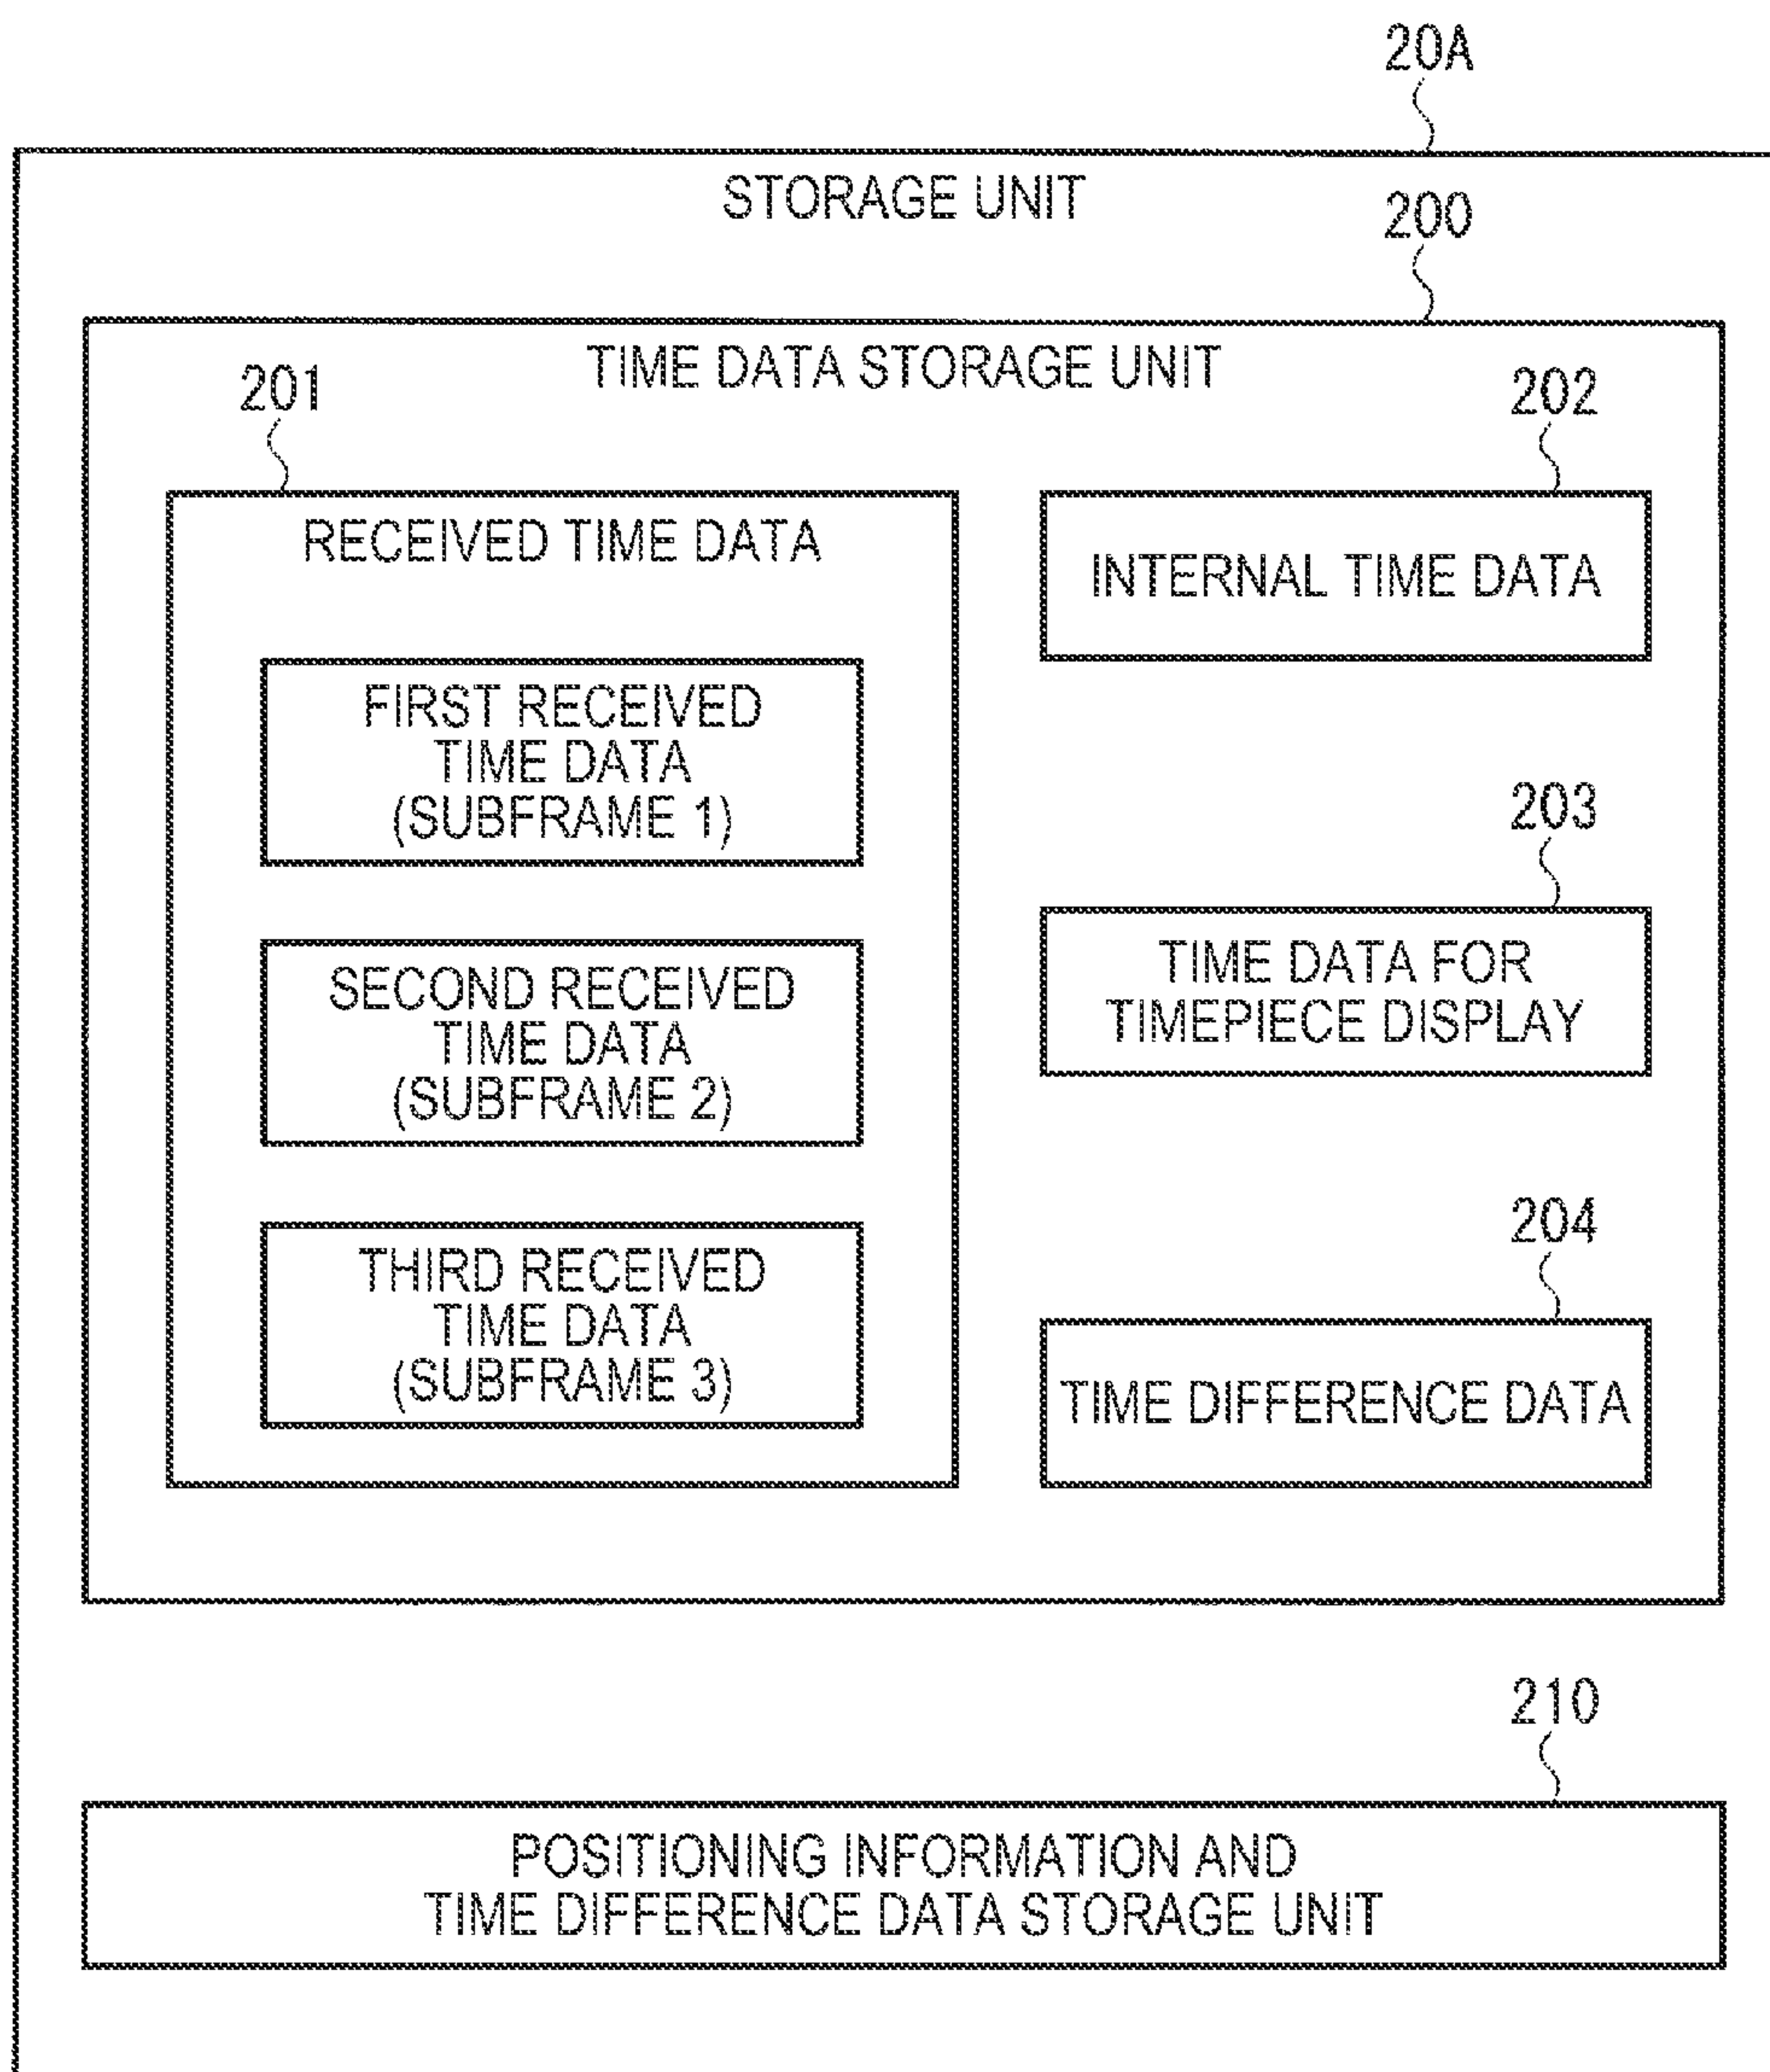 20A
STORAGE UNIT
200
TIME DATA STORAGE UNIT
201
202
RECEIVED TIME DATA
INTERNAL TIME DATA
FIRST RECEIVED
TIME DATA
(SUBFRAME 1)
203
SECOND RECEIVED
TIME DATA
(SUBFRAME 2)
TIME DATA FOR
TIMEPIECE DISPLAY
204
THIRD RECEIVED
TIME DATA
(SUBFRAME 3)
TIME DIFFERENCE DATA
210
POSITIONING INFORMATION AND
TIME DIFFERENCE DATA STORAGE UNIT